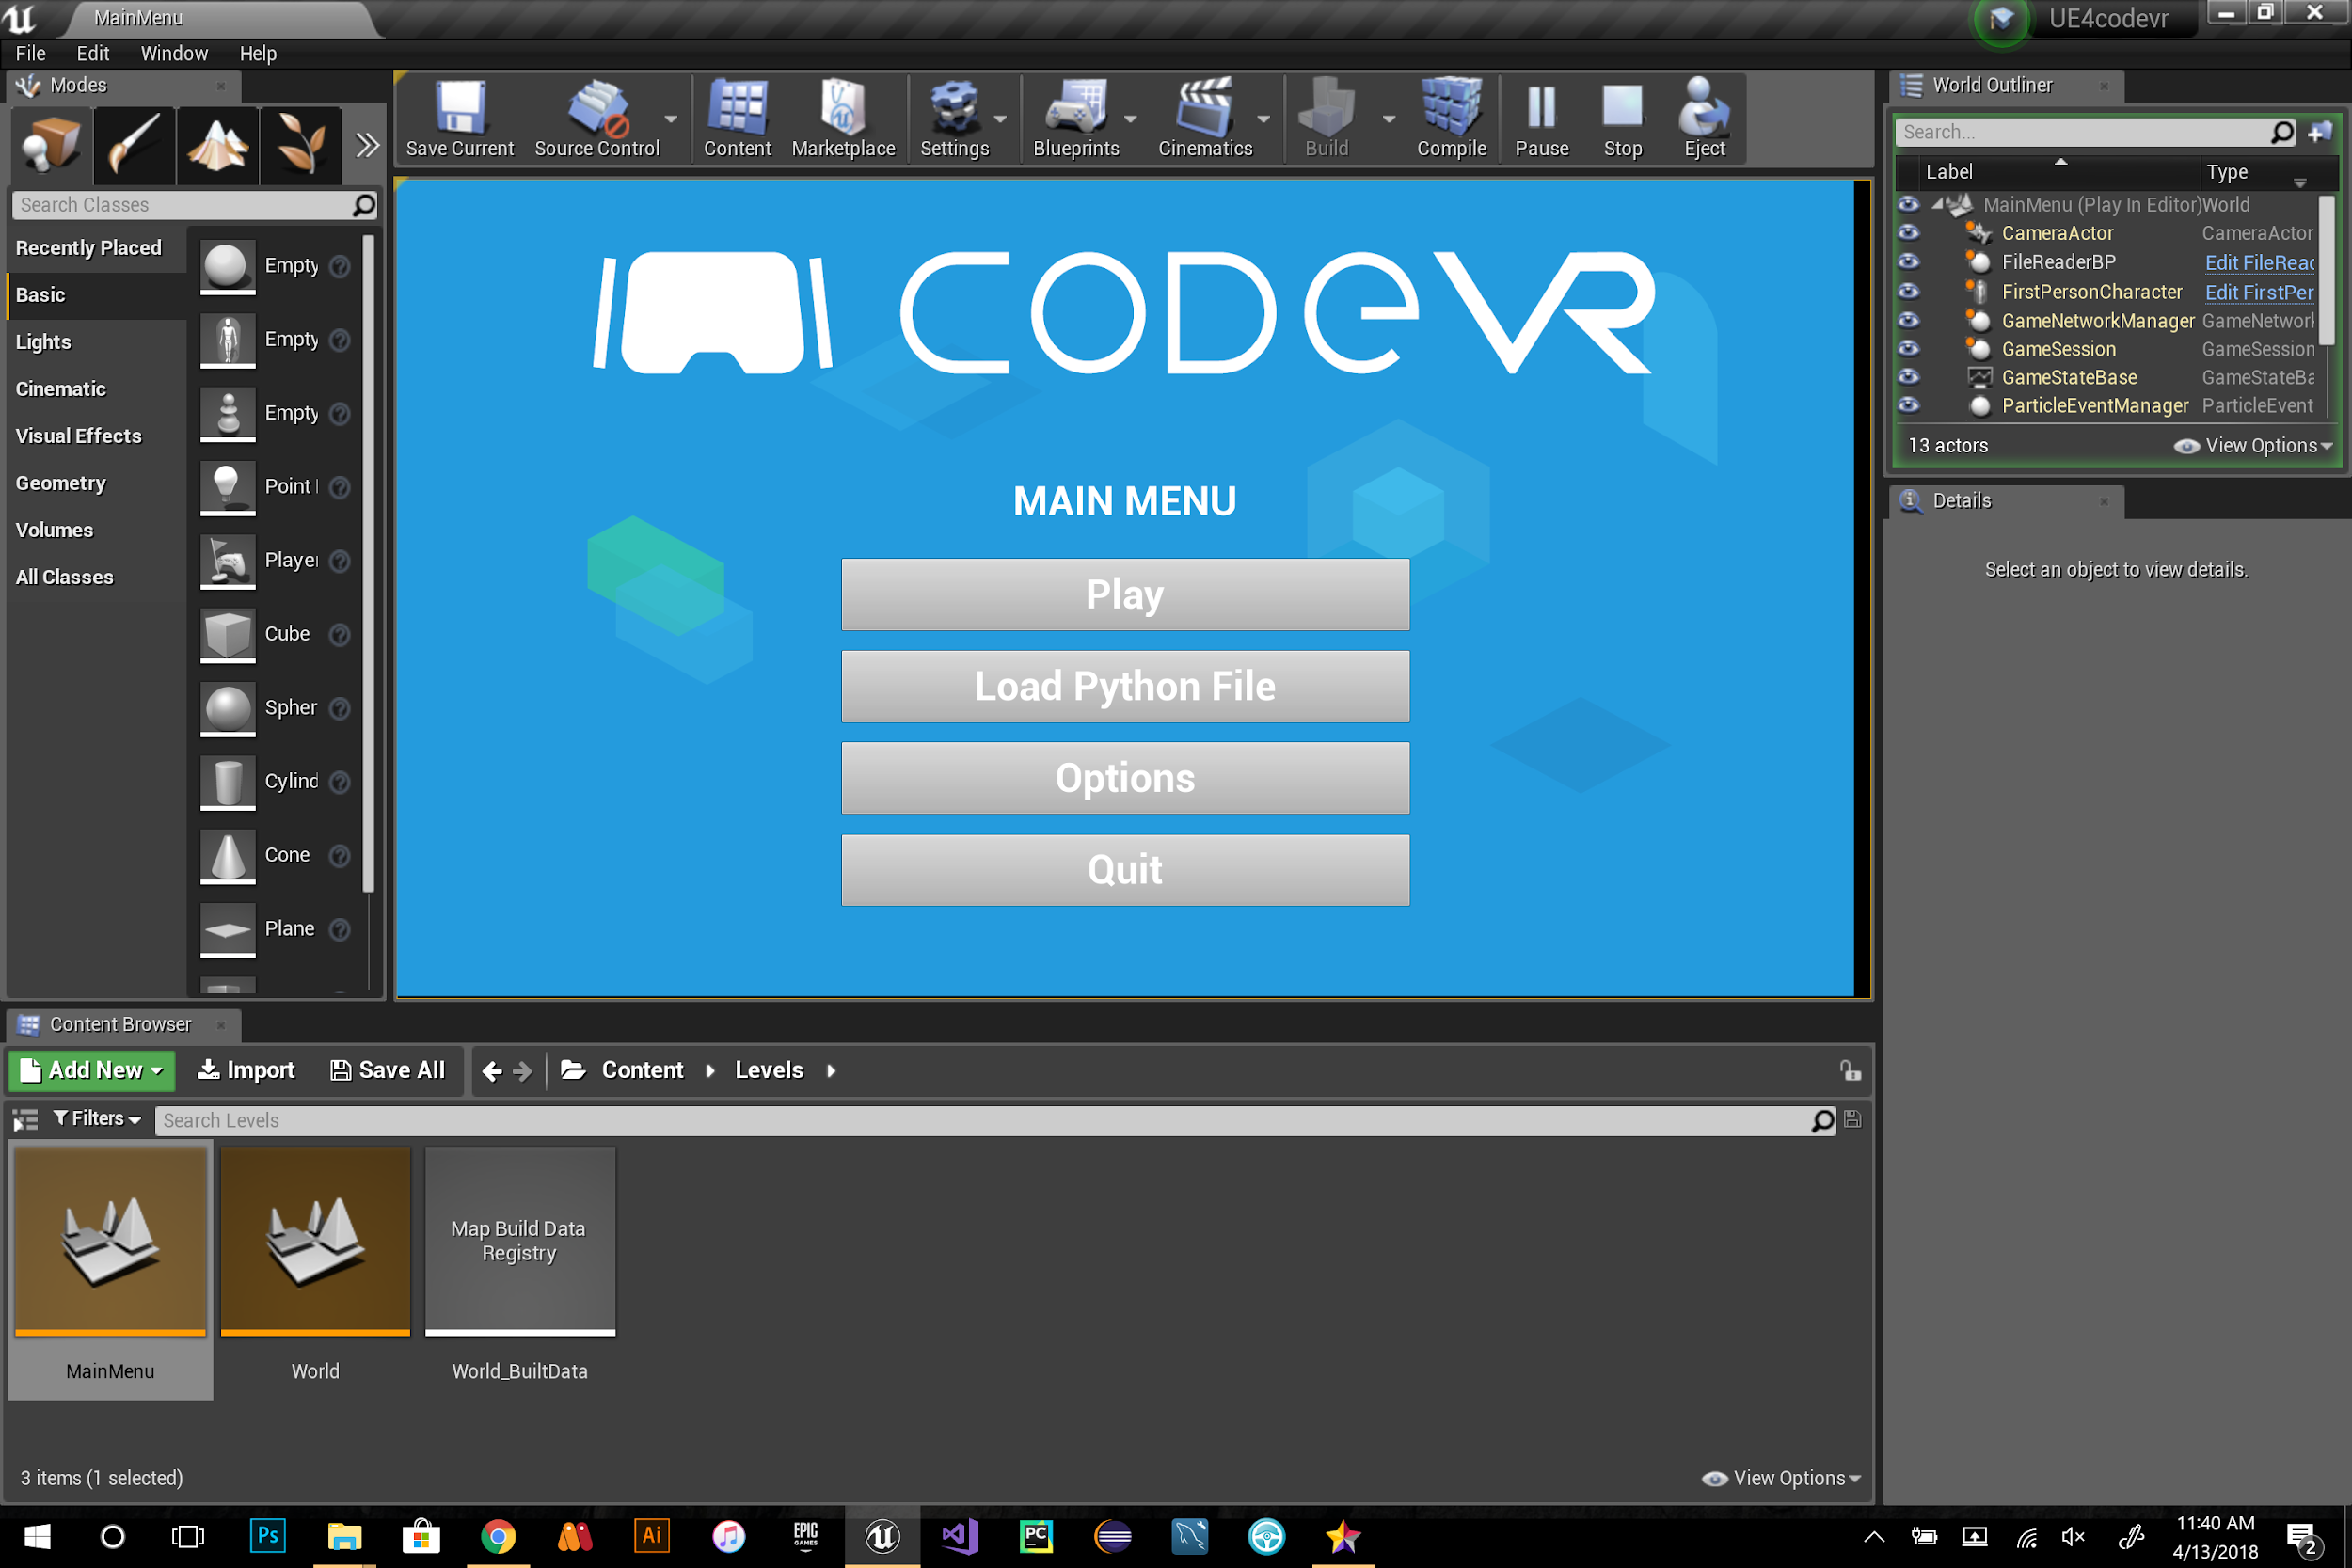 MainMenu
UE4codevr
File Edit Window Help
Modes
Search Classes
Recently Placed
Basic
Lights
Cinematic
Visual Effects
Geometry
Volumes
All Classes
Empty
Empty
Empty
Point
Player
Cube
Spher
Cylind
Cone
Plane
Save Current Source Control Content Marketplace Settings Blueprints Cinematics Build Compile Pause Stop Eject
CODEVR
MAIN MENU
Play
Load Python File
Options
Quit
World Outliner
Search...
Label Type
MainMenu (Play In Editor) World
CameraActor CameraActor
FileReaderBP Edit FileRead
FirstPersonCharacter Edit FirstPer
GameNetworkManager GameNetwork
GameSession GameSession
GameStateBase GameStateBa
ParticleEventManager ParticleEvent
13 actors View Options
Details
Select an object to view details.
Content Browser
Add New Import Save All Content Levels
Filters Search Levels
Map Build Data
Registry
MainMenu World World_BuiltData
3 items (1 selected) View Options
Ps Ai EPIC GAMES PC
11:40 AM
4/13/2018
2